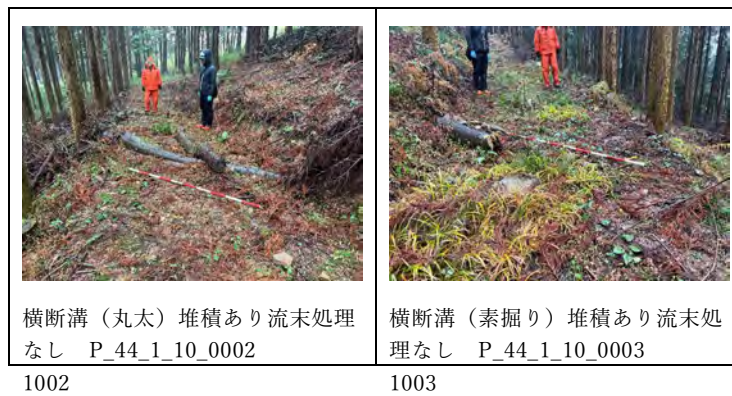 横断溝（丸太）堆積あり流末処理
なし　P_44_1_10_0002
1002
横断溝（素掘り）堆積あり流末処
理なし　P_44_1_10_0003
1003